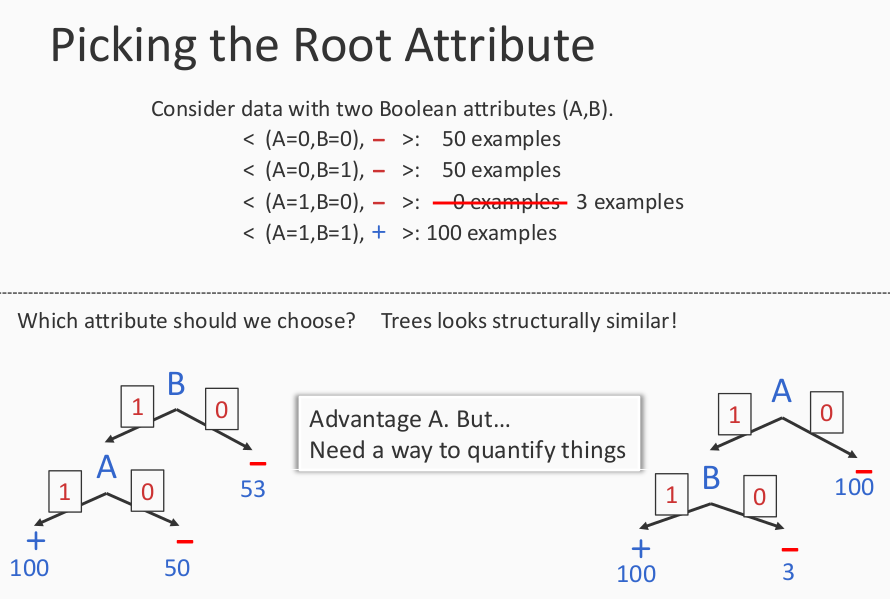 Picking the Root Attribute
Consider data with two Boolean attributes (A,B).
< (A=0,B=0), – >: 50 examples
< (A=0,B=1), – >: 50 examples
< (A=1,B=0), – >: 0 examples 3 examples
< (A=1,B=1), + >: 100 examples
Which attribute should we choose? Trees looks structurally similar!
B
1 0
A
–
53
1 0
+ –
100 50
Advantage A. But...
Need a way to quantify things
A
1 0
B
–
100
1 0
+ –
100 3